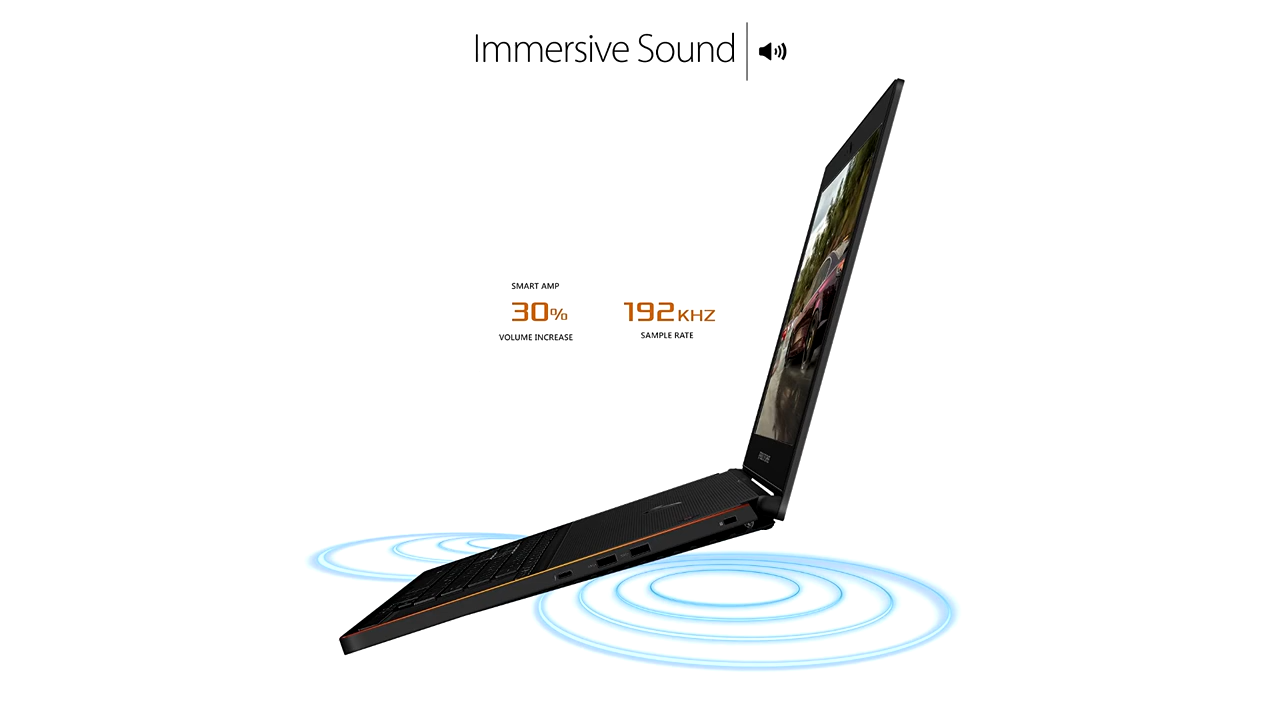 Immersive Sound
SMART AMP
30%
VOLUME INCREASE
192KHZ
SAMPLE RATE